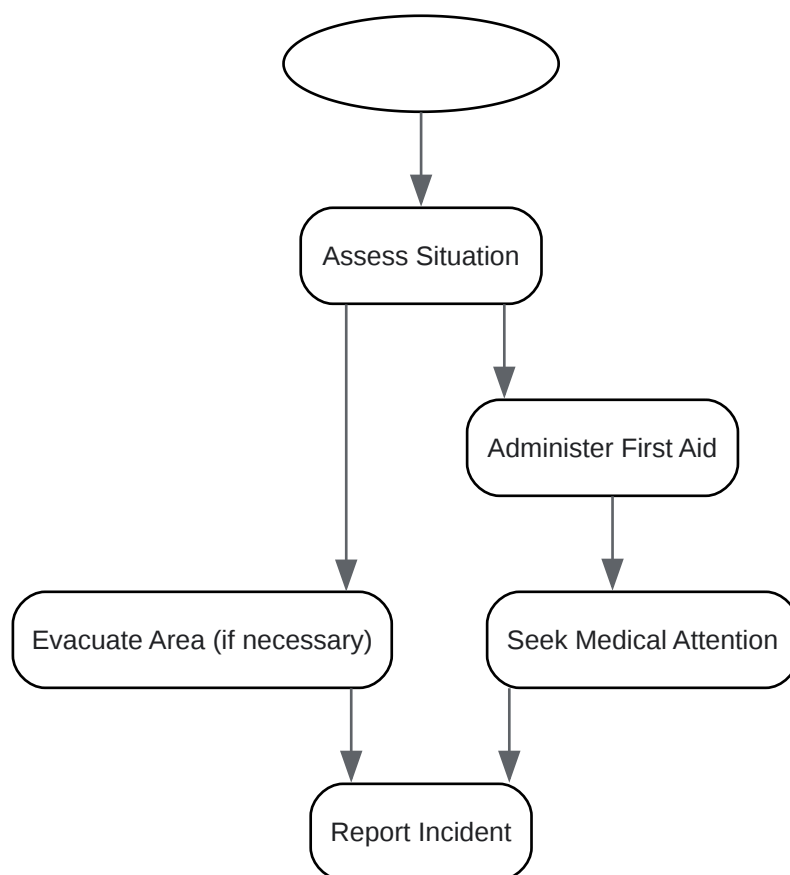 Assess Situation
Administer First Aid
Evacuate Area (if necessary)
Seek Medical Attention
Report Incident